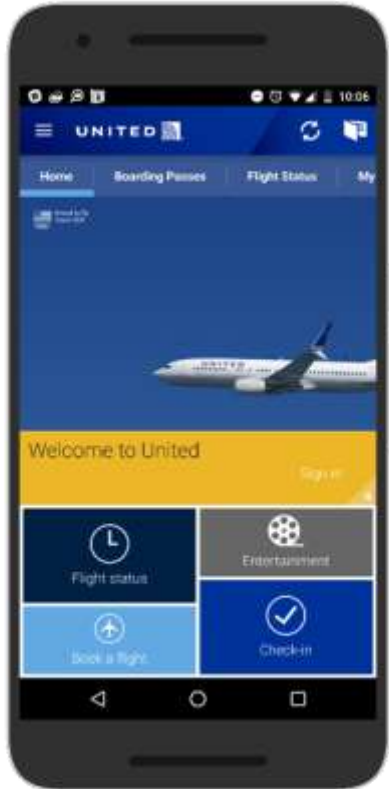 10:06
UNITED
Home Boarding Passes Flight Status My
UNITED
Welcome to United
Sign in
Flight status
Entertainment
Book a flight
Check-in